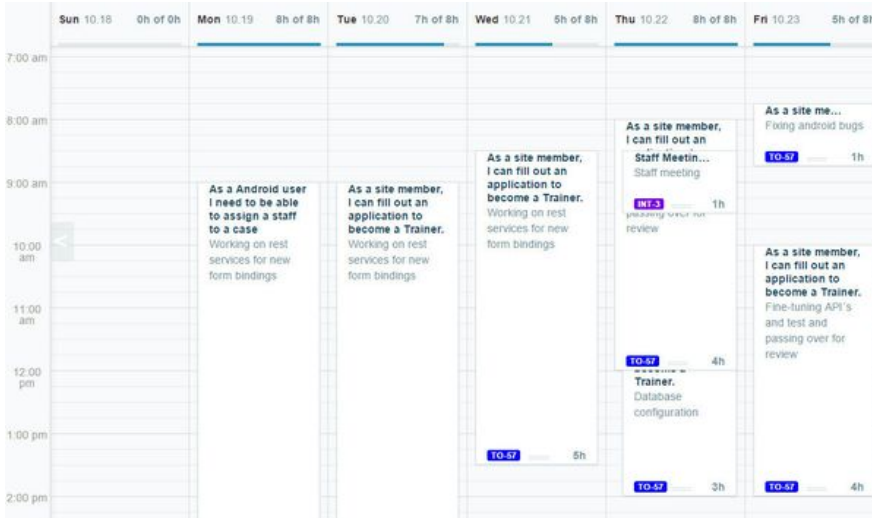 Sun 10.18 0h of 0h
Mon 10.19 8h of 8h
Tue 10.20 7h of 8h
Wed 10.21 5h of 8h
Thu 10.22 8h of 8h
Fri 10.23 5h of 8h
7:00 am
8:00 am
9:00 am
10:00
am
11:00
am
12:00
pm
1:00 pm
2:00 pm
<
As a Android user
I need to be able
to assign a staff
to a case
Working on rest
services for new
form bindings
As a site member,
I can fill out an
application to
become a Trainer.
Working on rest
services for new
form bindings
As a site member,
I can fill out an
application to
become a Trainer.
Working on rest
services for new
form bindings
TO-57 5h
As a site member,
I can fill out an
Staff Meetin...
Staff meeting
INT-3 1h
passing over for
review
TO-57 4h
Trainer.
Database
configuration
TO-57 3h
As a site me...
Fixing android bugs
TO-57 1h
As a site member,
I can fill out an
application to
become a Trainer.
Fine-tuning API's
and test and
passing over for
review
TO-57 4h